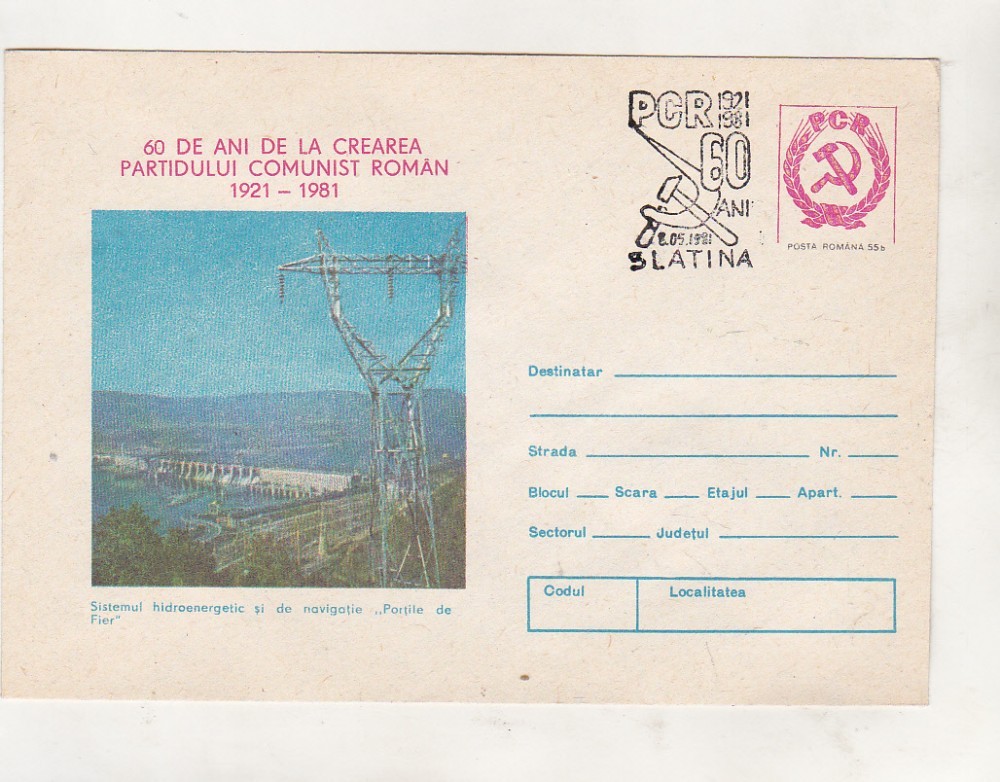 60 DE ANI DE LA CREAREA
PARTIDULUI COMUNIST ROMÂN
1921 – 1981
Sistemul hidroenergetic și de navigație ,,Porțile de
Fier"
PCR 1921
1981
60
ANI
8.05.1981
SLATINA
PCR
POSTA ROMÂNA 55 b
Destinatar
Strada Nr.
Blocul Scara Etajul Apart.
Sectorul Județul
Codul Localitatea